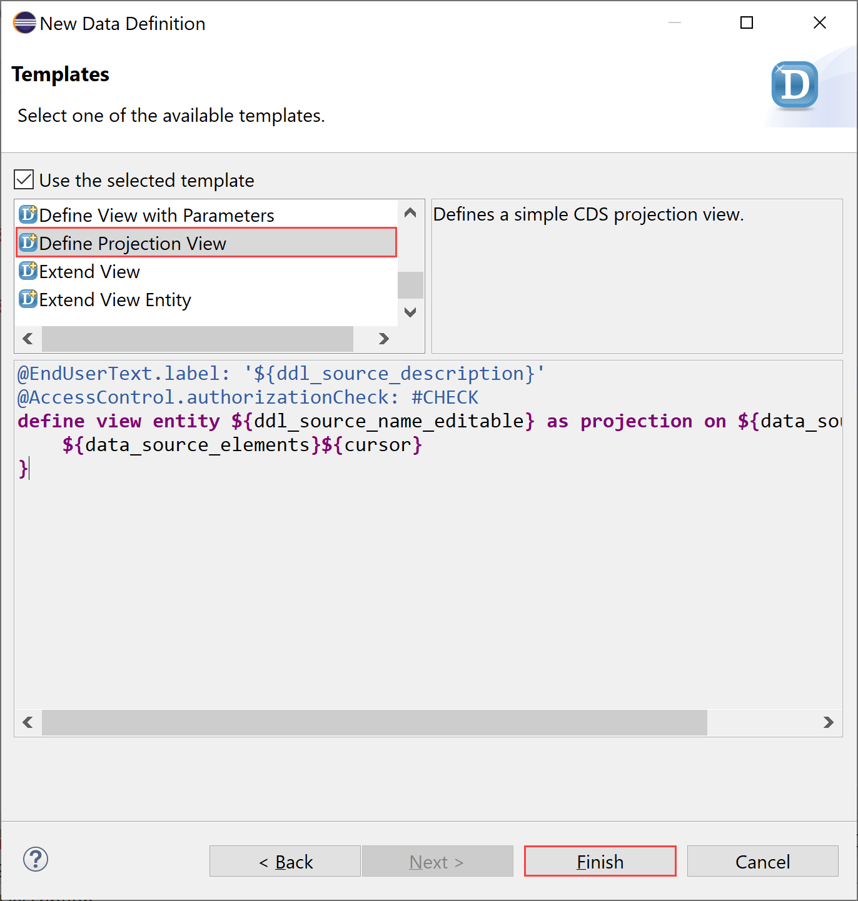 New Data Definition
Templates
D
Select one of the available templates.
Use the selected template
Define View with Parameters
Define Projection View
Extend View
Extend View Entity
Defines a simple CDS projection view.
@EndUserText.label: '${ddl_source_description}'
@AccessControl.authorizationCheck: #CHECK
define view entity ${ddl_source_name_editable} as projection on ${data_sou
${data_source_elements}${cursor}
}
?
< Back
Next >
Finish
Cancel